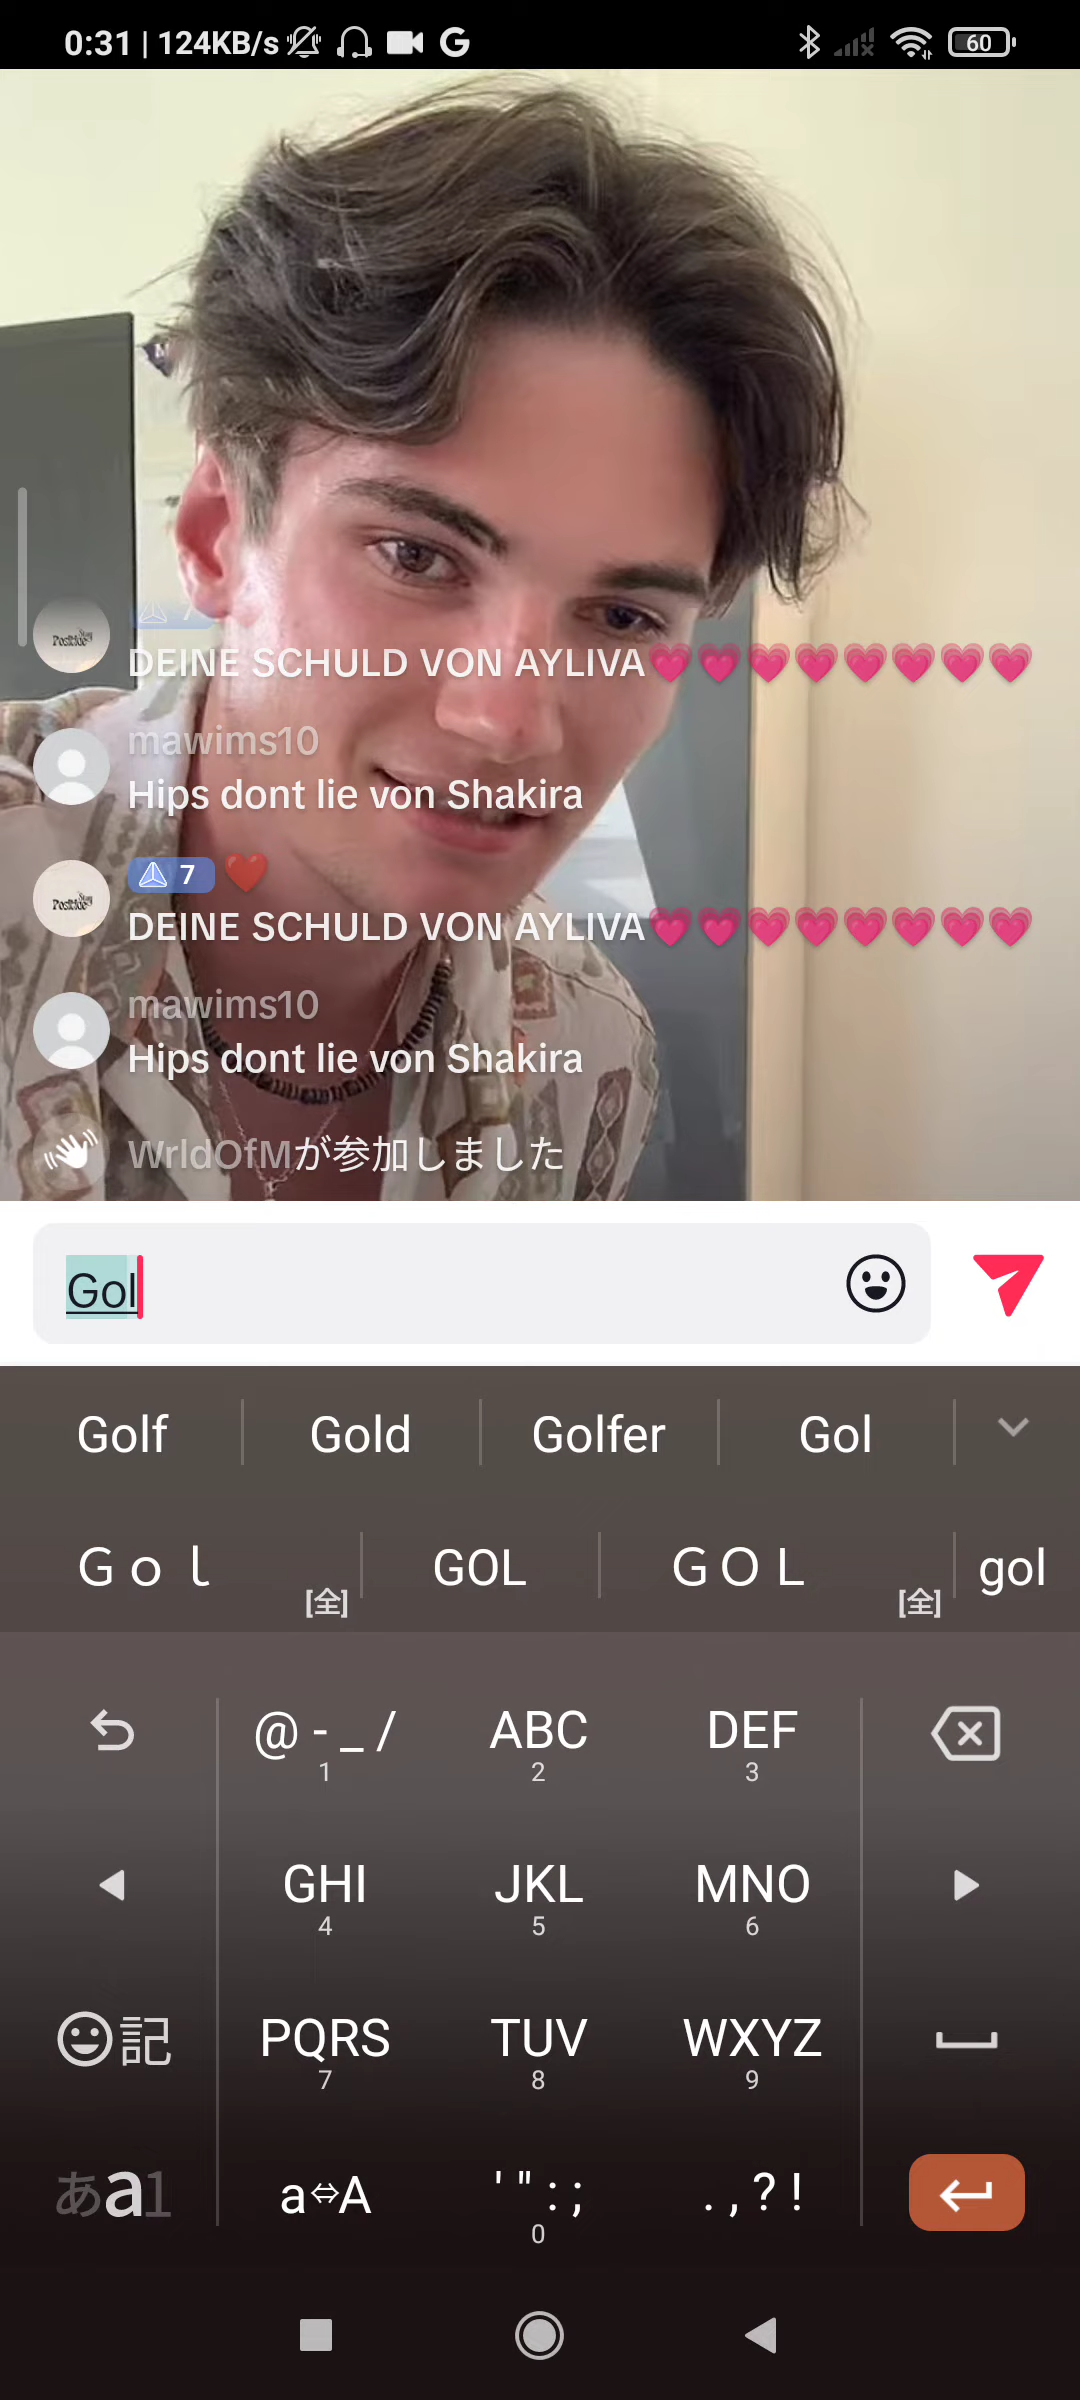 0:31 | 124KB/s
60
7
DEINE SCHULD VON AYLIVA💗💗💗💗💗💗💗💗
mawims10
Hips dont lie von Shakira
7 ❤️
DEINE SCHULD VON AYLIVA💗💗💗💗💗💗💗💗
mawims10
Hips dont lie von Shakira
WrldOfMが参加しました
Gol
Golf Gold Golfer Gol
Ｇｏｌ [全] GOL ＧＯＬ [全] gol
@-_/ ABC DEF
1 2 3
GHI JKL MNO
4 5 6
記 PQRS TUV WXYZ
7 8 9
あa1 a⇔A '":; .,?!
0